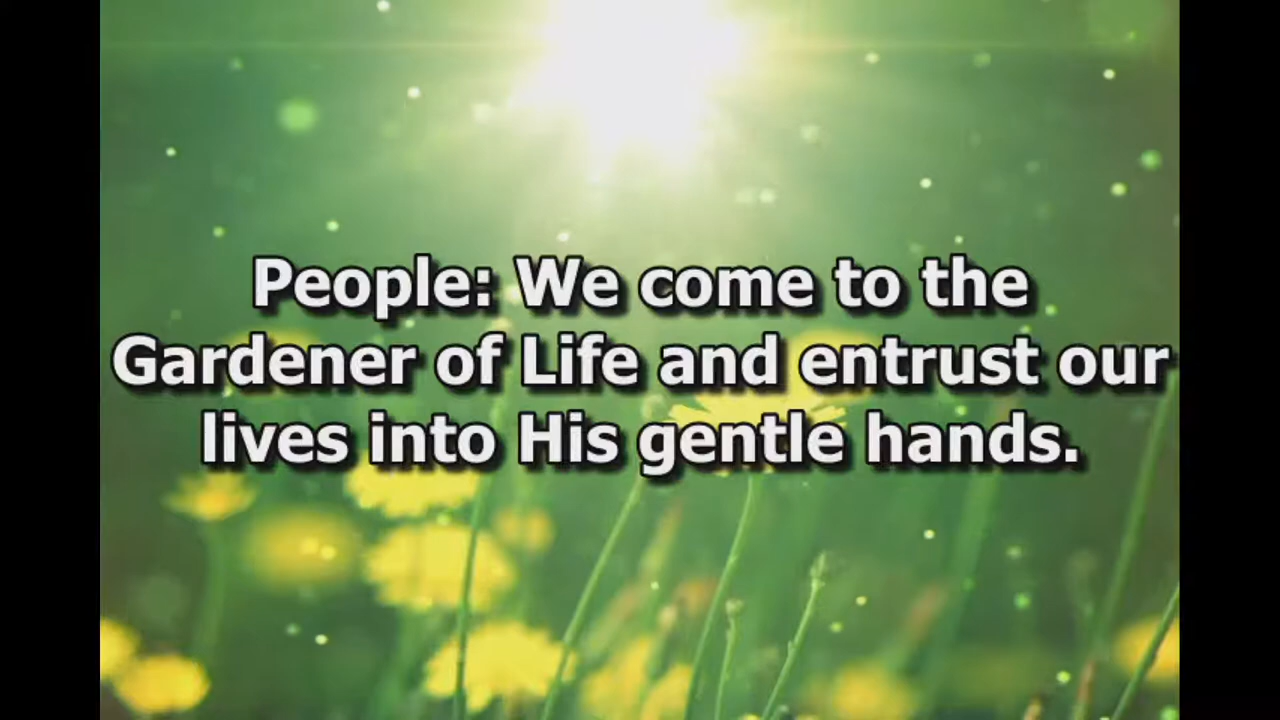 People: We come to the
Gardener of Life and entrust our
lives into His gentle hands.